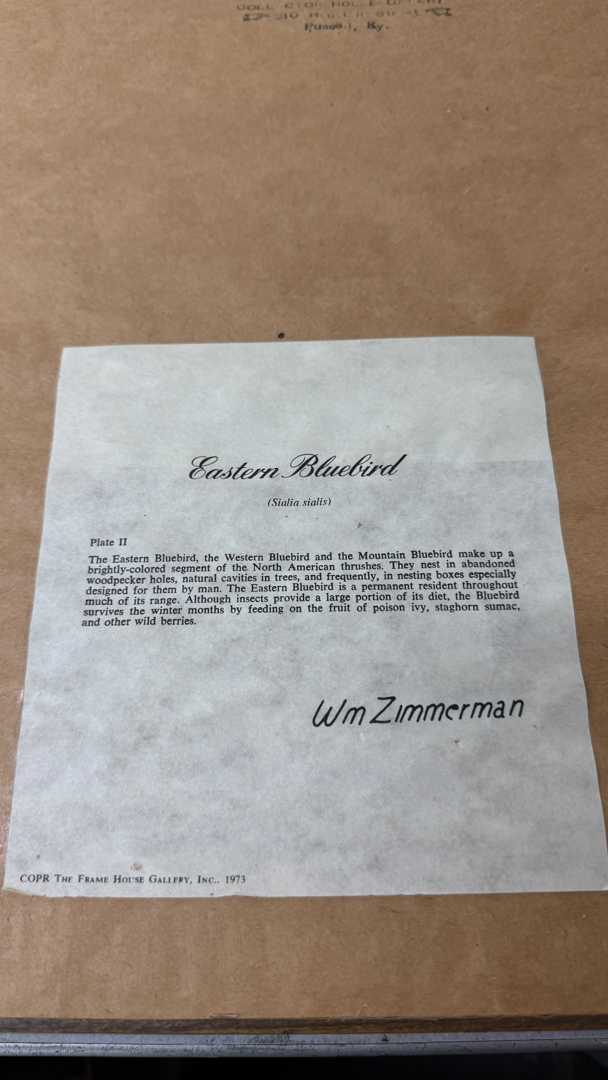 210
Ky.
Eastern Bluebird
(Sialia sialis)
Plate II
The Eastern Bluebird, the Western Bluebird and the Mountain Bluebird make up a
brightly-colored segment of the North American thrushes. They nest in abandoned
woodpecker holes, natural cavities in trees, and frequently, in nesting boxes especially
designed for them by man. The Eastern Bluebird is a permanent resident throughout
much of its range. Although insects provide a large portion of its diet, the Bluebird
survives the winter months by feeding on the fruit of poison ivy, staghorn sumac,
and other wild berries.
Wm Zimmerman
COPR THE FRAME HOUSE GALLERY, INC., 1973